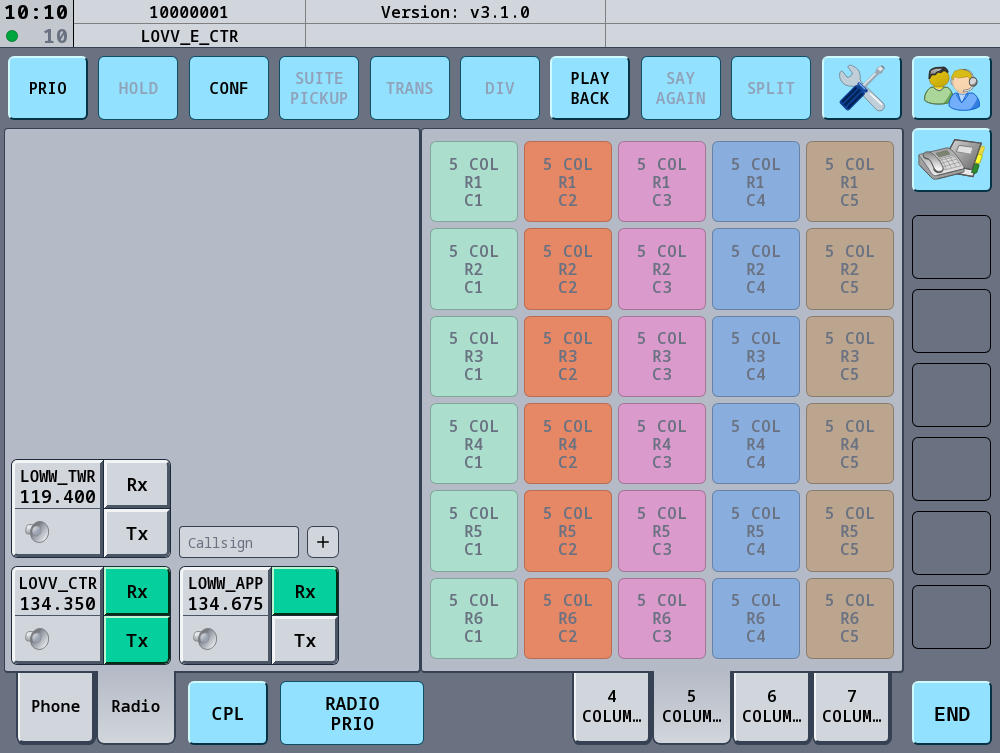 10:10
10
10000001
LOVV_E_CTR
Version: v3.1.0
PRIO
HOLD
CONF
SUITE
PICKUP
TRANS
DIV
PLAY
BACK
SAY
AGAIN
SPLIT
5 COL
R1
C1
5 COL
R1
C2
5 COL
R1
C3
5 COL
R1
C4
5 COL
R1
C5
5 COL
R2
C1
5 COL
R2
C2
5 COL
R2
C3
5 COL
R2
C4
5 COL
R2
C5
5 COL
R3
C1
5 COL
R3
C2
5 COL
R3
C3
5 COL
R3
C4
5 COL
R3
C5
5 COL
R4
C1
5 COL
R4
C2
5 COL
R4
C3
5 COL
R4
C4
5 COL
R4
C5
5 COL
R5
C1
5 COL
R5
C2
5 COL
R5
C3
5 COL
R5
C4
5 COL
R5
C5
5 COL
R6
C1
5 COL
R6
C2
5 COL
R6
C3
5 COL
R6
C4
5 COL
R6
C5
LOWW_TWR
119.400
Rx
Tx
Callsign
+
LOVV_CTR
134.350
Rx
Tx
LOWW_APP
134.675
Rx
Tx
Phone
Radio
CPL
RADIO
PRIO
4
COLUM…
5
COLUM…
6
COLUM…
7
COLUM…
END